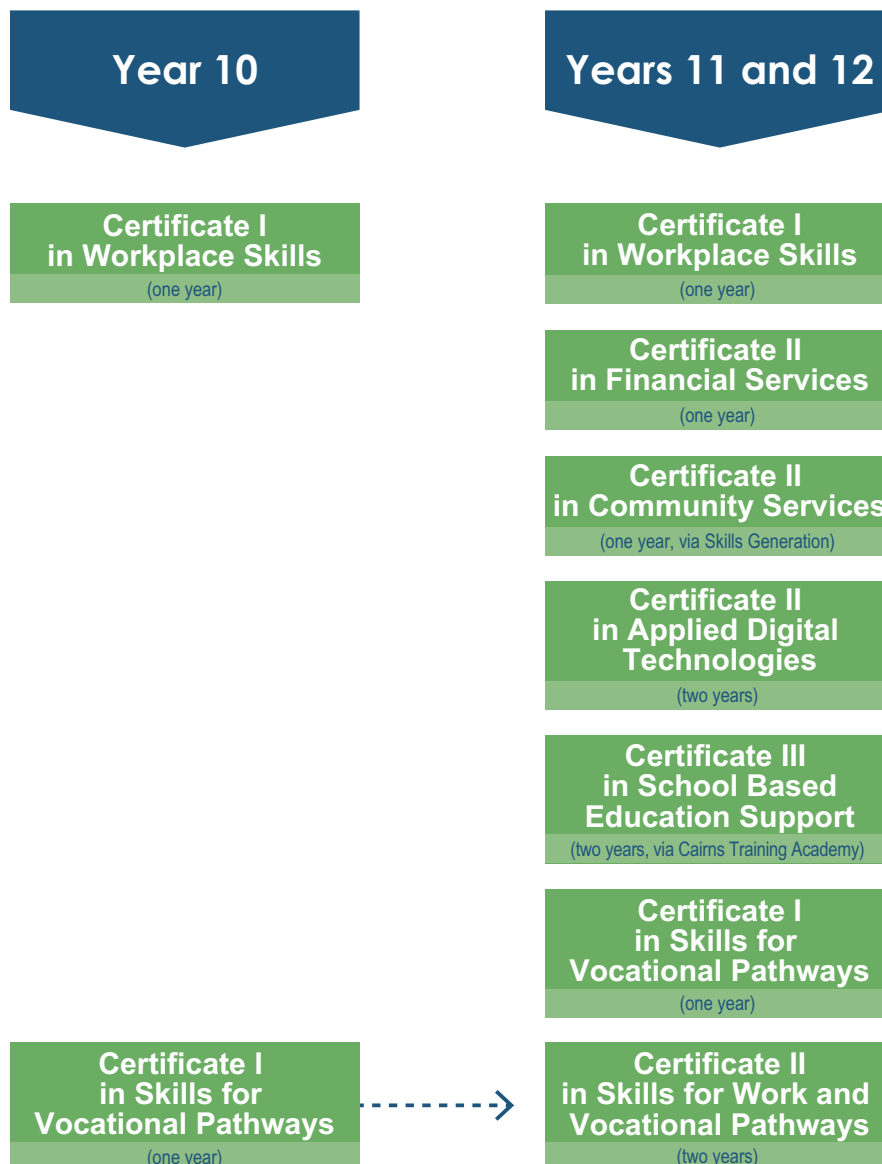 Year 10
Years 11 and 12
Certificate I
in Workplace Skills
(one year)
Certificate I
in Workplace Skills
(one year)
Certificate II
in Financial Services
(one year)
Certificate II
in Community Services
(one year, via Skills Generation)
Certificate II
in Applied Digital
Technologies
(two years)
Certificate III
in School Based
Education Support
(two years, via Cairns Training Academy)
Certificate I
in Skills for
Vocational Pathways
(one year)
Certificate I
in Skills for
Vocational Pathways
(one year)
Certificate II
in Skills for Work and
Vocational Pathways
(two years)